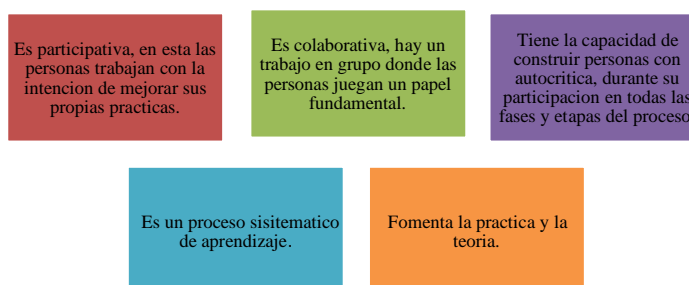 Es participativa, en esta las
personas trabajan con la
intencion de mejorar sus
propias practicas.
Es colaborativa, hay un
trabajo en grupo donde las
personas juegan un papel
fundamental.
Tiene la capacidad de
construir personas con
autocritica, durante su
participacion en todas las
fases y etapas del proceso
Es un proceso sisitematico
de aprendizaje.
Fomenta la practica y la
teoria.